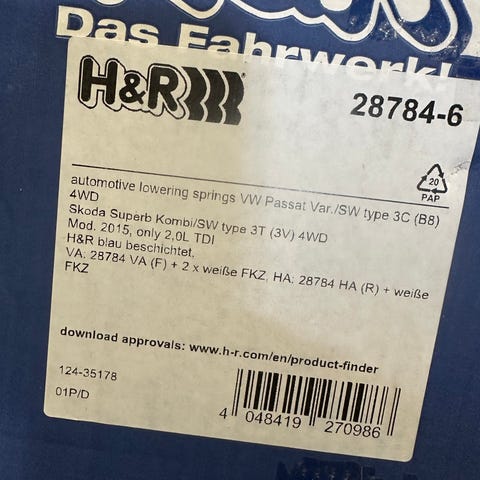 Das Fahrwerk!
H&R
28784-6
20
PAP
automotive lowering springs VW Passat Var./SW type 3C (B8)
4WD
Skoda Superb Kombi/SW type 3T (3V) 4WD
Mod. 2015, only 2,0L TDI
H&R blau beschichtet,
VA: 28784 VA (F) + 2 x weiße FKZ, HA: 28784 HA (R) + weiße
FKZ
download approvals: www.h-r.com/en/product-finder
124-35178
01P/D
4 048419 270986